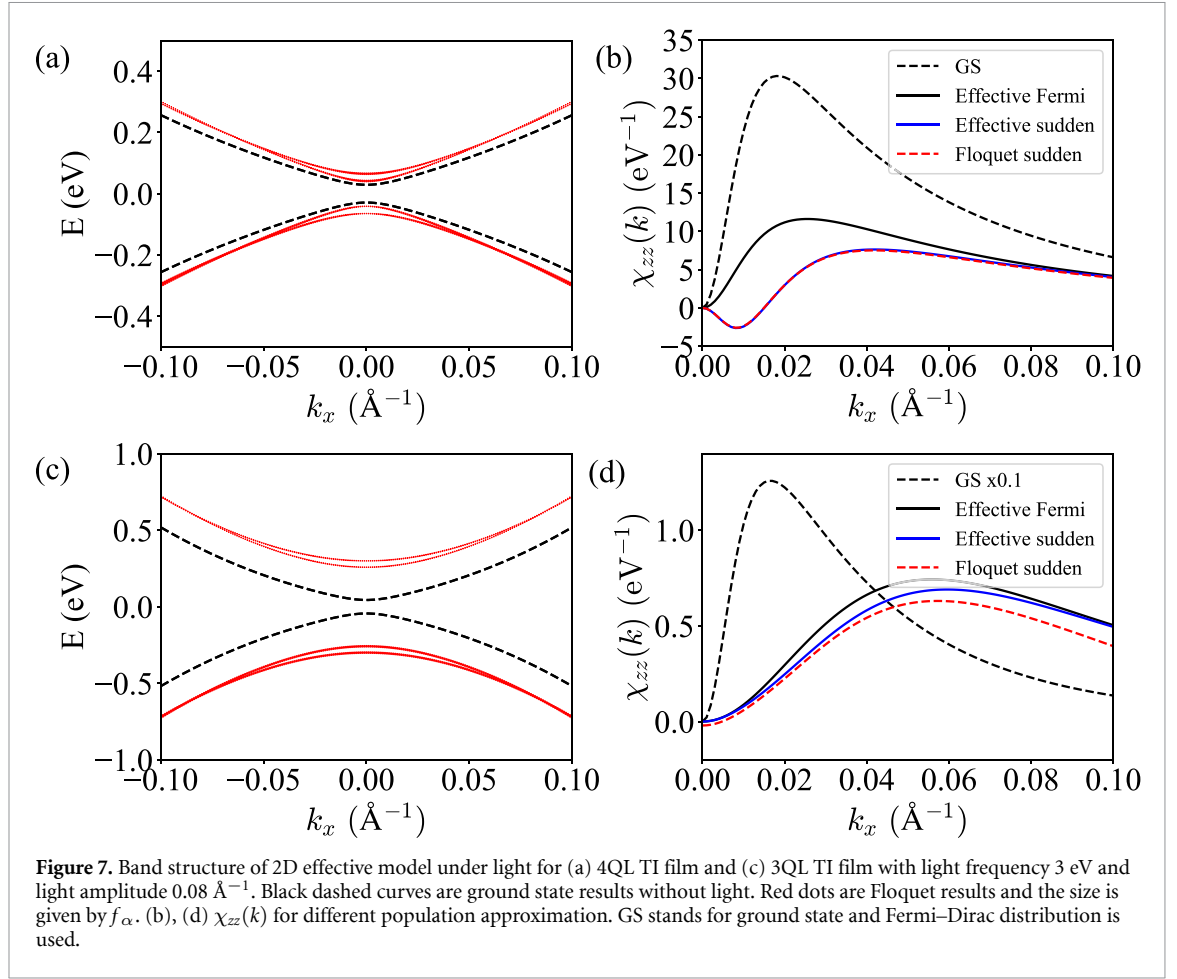 (a)
0.4
0.2
0.0
−0.2
−0.4
E (eV)
−0.10
−0.05
0.00
0.05
0.10
kₓ (Å⁻¹)
(b)
35
30
25
20
15
10
5
0
−5
χ_zz(k) (eV⁻¹)
GS
Effective Fermi
Effective sudden
Floquet sudden
0.00
0.02
0.04
0.06
0.08
0.10
kₓ (Å⁻¹)
(c)
1.0
0.5
0.0
−0.5
−1.0
E (eV)
−0.10
−0.05
0.00
0.05
0.10
kₓ (Å⁻¹)
(d)
1.0
0.5
0.0
χ_zz(k) (eV⁻¹)
GS x0.1
Effective Fermi
Effective sudden
Floquet sudden
0.00
0.02
0.04
0.06
0.08
0.10
kₓ (Å⁻¹)
Figure 7. Band structure of 2D effective model under light for (a) 4QL TI film and (c) 3QL TI film with light frequency 3 eV and
light amplitude 0.08 Å⁻¹. Black dashed curves are ground state results without light. Red dots are Floquet results and the size is
given by f_α. (b), (d) χ_zz(k) for different population approximation. GS stands for ground state and Fermi–Dirac distribution is
used.